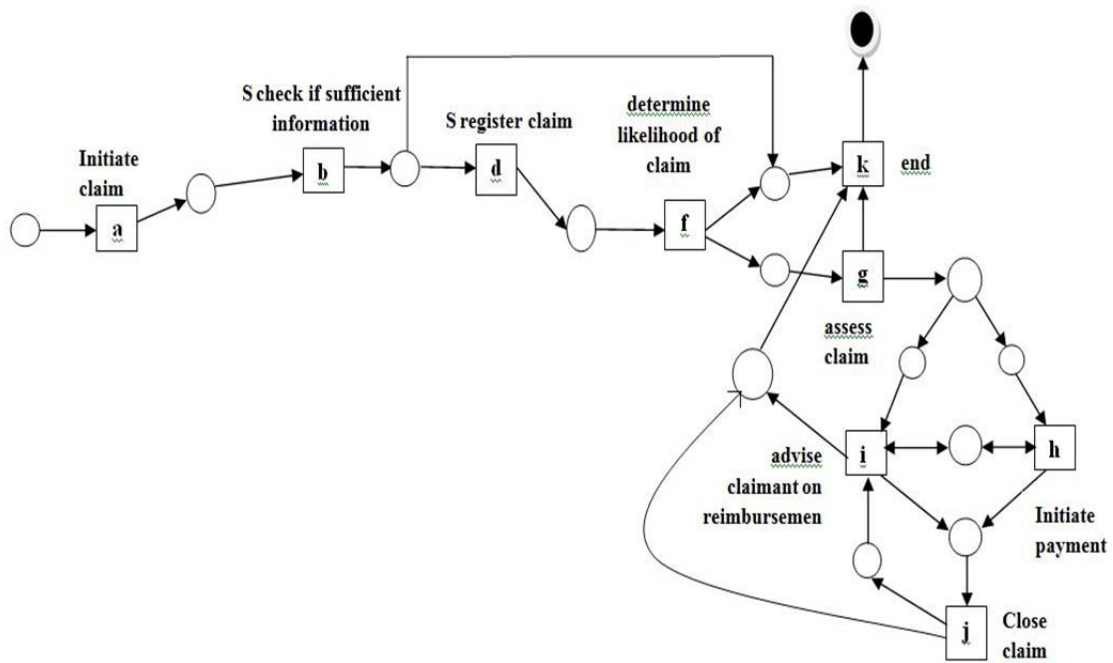 Initiate
claim
a
S check if sufficient
information
b
S register claim
d
determine
likelihood of
claim
f
k
end
g
assess
claim
i
h
advise
claimant on
reimbursemen
Initiate
payment
j
Close
claim